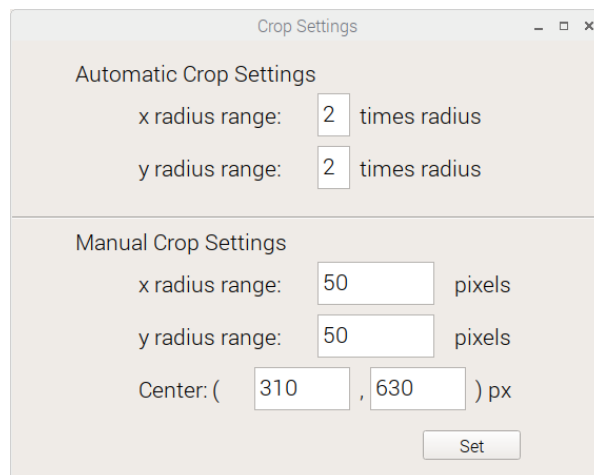 Crop Settings
Automatic Crop Settings
x radius range: 2 times radius
y radius range: 2 times radius
Manual Crop Settings
x radius range: 50 pixels
y radius range: 50 pixels
Center: ( 310 , 630 ) px
Set